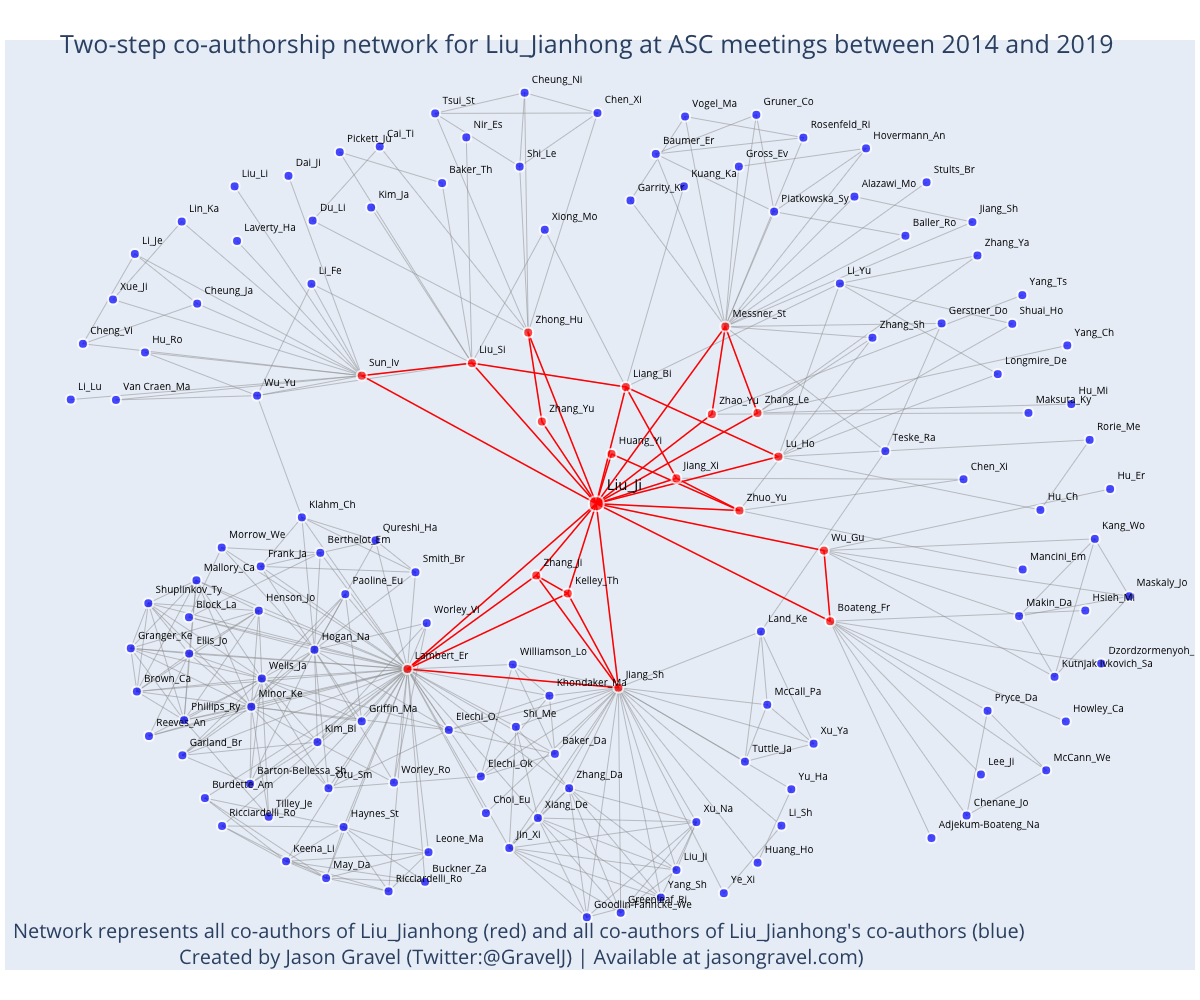 Two-step co-authorship network for Liu_Jianhong at ASC meetings between 2014 and 2019
Cheung_Ni
Tsui_St
Chen_Xi
Vogel_Ma
Gruner_Co
Nir_Es
Rosenfeld_Ri
Pickett_Ju
Cai_Ti
Baumer_Er
Hovermann_An
Shi_Le
Gross_Ev
Dai_Ji
Baker_Th
Kuang_Ka
Stults_Br
Liu_Li
Kim_Ja
Garrity_Kr
Piatkowska_Sy
Alazawi_Mo
Lin_Ka
Du_Li
Jiang_Sh
Laverty_Ha
Xiong_Mo
Baller_Ro
Li_Je
Zhang_Ya
Li_Fe
Li_Yu
Xue_Ji
Cheung_Ja
Yang_Ts
Messner_St
Gerstner_Do
Shuai_Ho
Zhong_Hu
Zhang_Sh
Cheng_Vi
Hu_Ro
Liu_Si
Yang_Ch
Sun_Iv
Longmire_De
Liang_Bi
Li_Lu
Van Craen_Ma
Wu_Yu
Zhang_Yu
Zhao_Yu
Zhang_Le
Maksuta_Ky
Hu_Mi
Rorie_Me
Huang_Yi
Lu_Ho
Teske_Ra
Jiang_Xi
Chen_Xi
Hu_Er
Liu_Ji
Zhuo_Yu
Hu_Ch
Klahm_Ch
Qureshi_Ha
Kang_Wo
Morrow_We
Frank_Ja
Berthelot_Em
Wu_Gu
Smith_Br
Mallory_Ca
Zhang_Ji
Mancini_Em
Paoline_Eu
Kelley_Th
Shuplinkov_Ty
Block_La
Henson_Jo
Maskaly_Jo
Hsieh_Mi
Makin_Da
Worley_Vi
Boateng_Fr
Land_Ke
Granger_Ke
Ellis_Jo
Hogan_Na
Dzordzormenyoh_
Kutnjak Ivkovich_Sa
Lambert_Er
Williamson_Lo
Wells_Ja
Brown_Ca
Khondaker_Ma
Jiang_Sh
Minor_Ke
McCall_Pa
Pryce_Da
Phillips_Ry
Griffin_Ma
Elechi_O.
Shi_Me
Howley_Ca
Reeves_An
Kim_Bi
Xu_Ya
Garland_Br
Baker_Da
Tuttle_Ja
McCann_We
Barton-Bellessa_Sh
Otu_Sm
Worley_Ro
Elechi_Ok
Zhang_Da
Lee_Ji
Burdette_Am
Yu_Ha
Tilley_Je
Choi_Eu
Xiang_De
Xu_Na
Chenane_Jo
Ricciardelli_Ro
Haynes_St
Li_Sh
Adjekum-Boateng_Na
Jin_Xi
Keena_Li
Leone_Ma
Liu_Ji
Huang_Ho
May_Da
Buckner_Za
Ricciardelli_Ro
Yang_Sh
Ye_Xi
Greenleaf_Ri
Goodlin-Fahncke_We
Network represents all co-authors of Liu_Jianhong (red) and all co-authors of Liu_Jianhong's co-authors (blue)
Created by Jason Gravel (Twitter:@GravelJ) | Available at jasongravel.com)